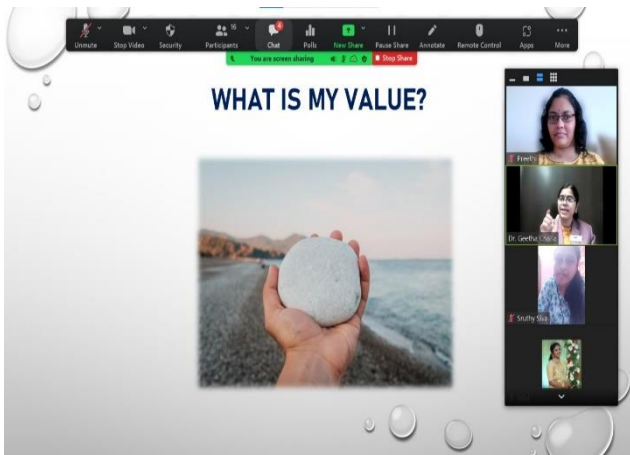 16
4
Unmute Stop Video Security Participants Chat Polls New Share Pause Share Annotate Remote Control Apps More
You are screen sharing Stop Share
WHAT IS MY VALUE?
Preethi
Dr. Geetha
Sruthy Siva